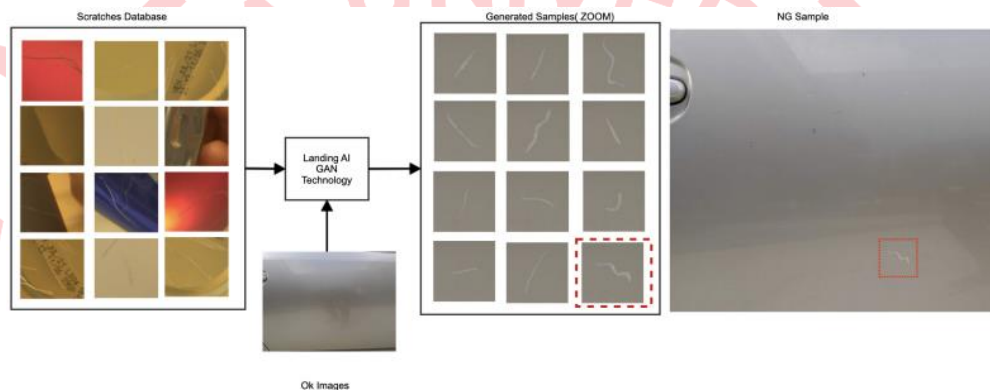 Scratches Database
Generated Samples( ZOOM)
NG Sample
Landing AI
GAN
Technology
Ok Images